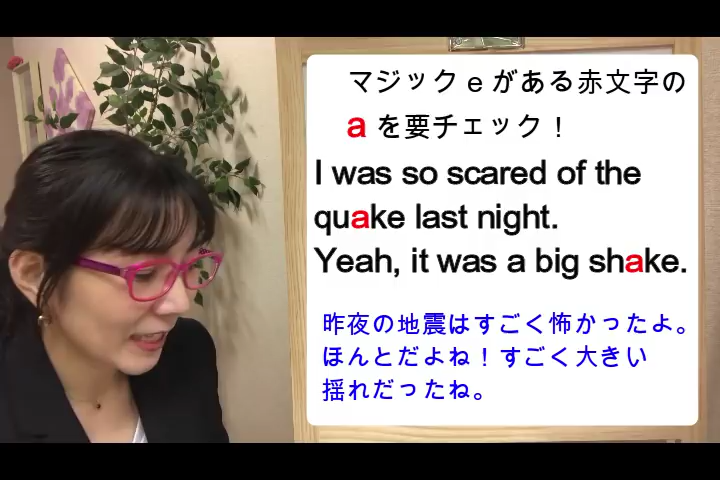 マジック e がある赤文字の
a を要チェック！
I was so scared of the
quake last night.
Yeah, it was a big shake.
昨夜の地震はすごく怖かったよ。
ほんとだよね！すごく大きい
揺れだったね。